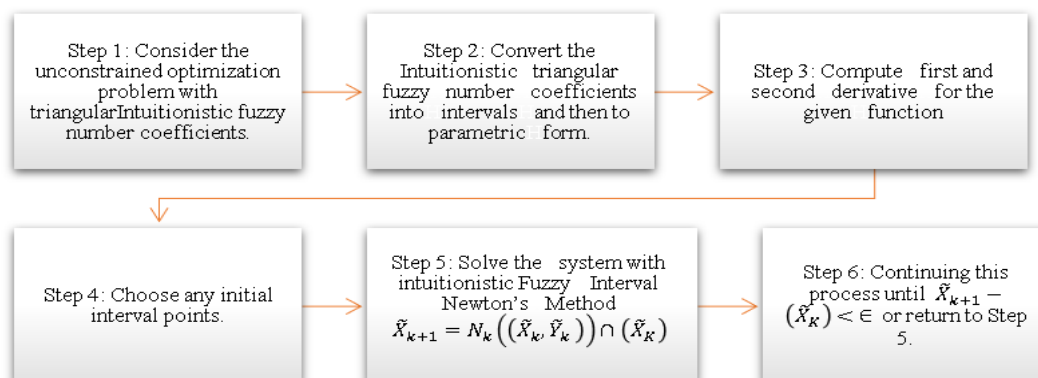 Step 1: Consider the
unconstrained optimization
problem with
triangularIntuitionistic fuzzy
number coefficients.
Step 2: Convert the
Intuitionistic triangular
fuzzy number coefficients
into intervals and then to
parametric form.
Step 3: Compute first and
second derivative for the
given function
Step 4: Choose any initial
interval points.
Step 5: Solve the system with
intuitionistic Fuzzy Interval
Newton's Method
X̃ₖ₊₁ = Nₖ((X̃ₖ, Ỹₖ)) ∩ (X̃_K)
Step 6: Continuing this
process until X̃ₖ₊₁ −
(X̃_K) < ∈ or return to Step
5.